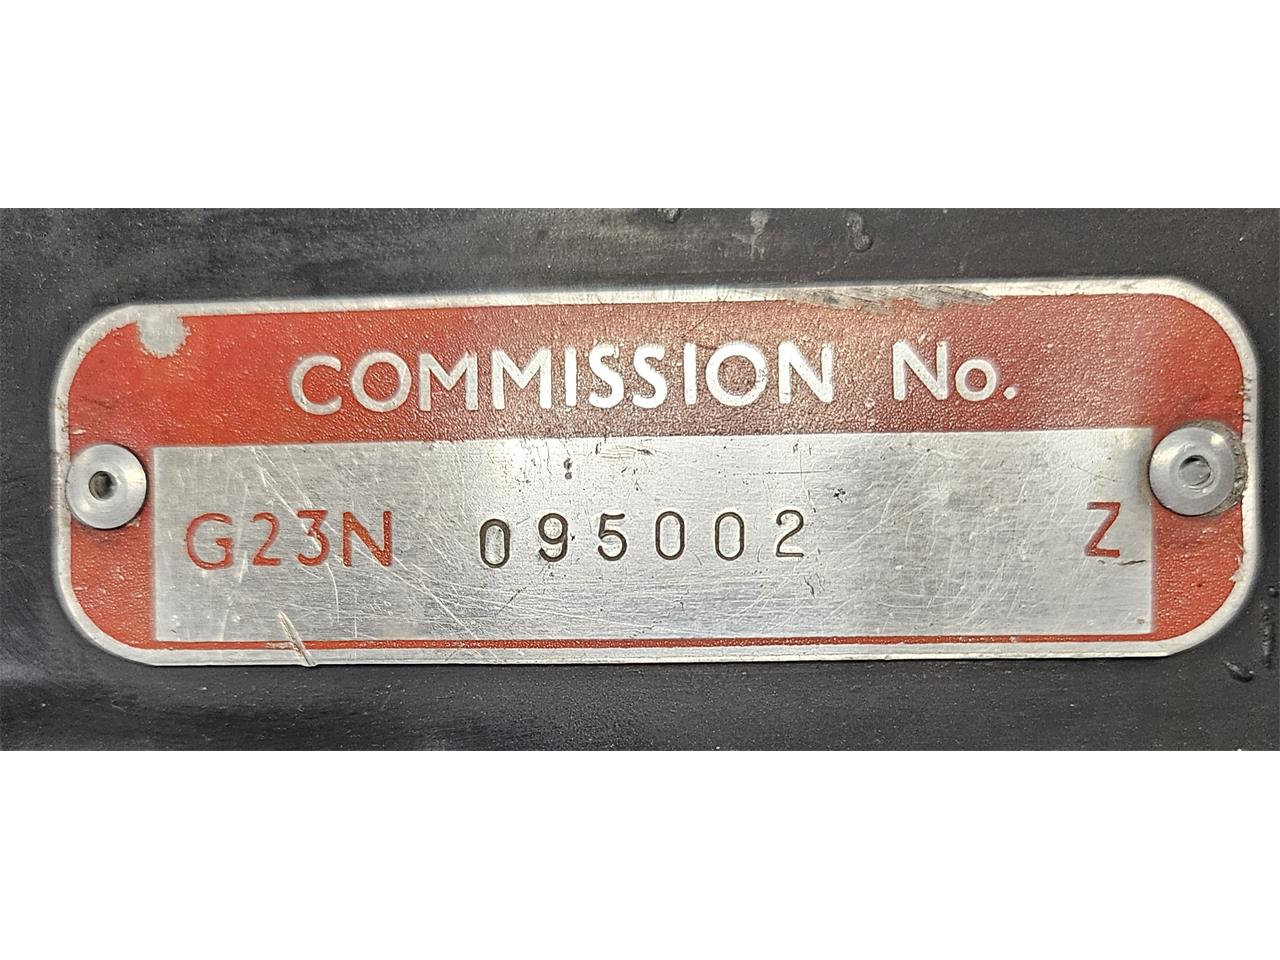 COMMISSION No.
G23N 095002 Z